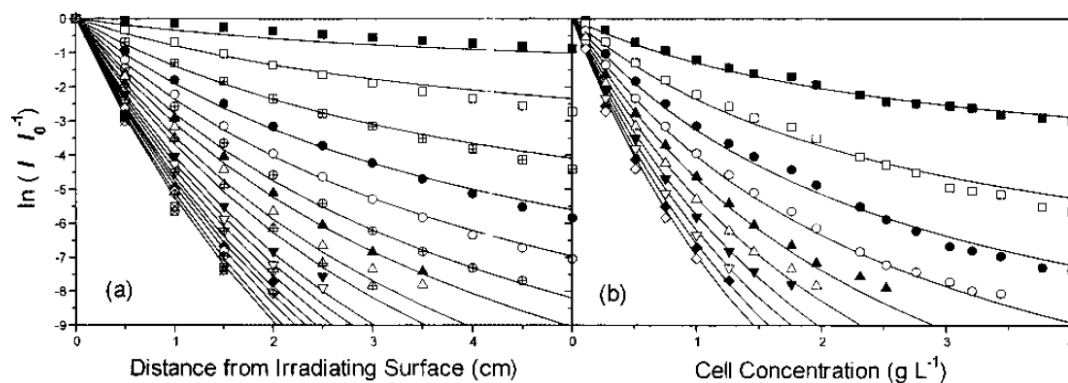 ln ( I I₀⁻¹)
0
-1
-2
-3
-4
-5
-6
-7
-8
-9
(a)
(b)
0 1 2 3 4 0 1 2 3
Distance from Irradiating Surface (cm) Cell Concentration (g L⁻¹)